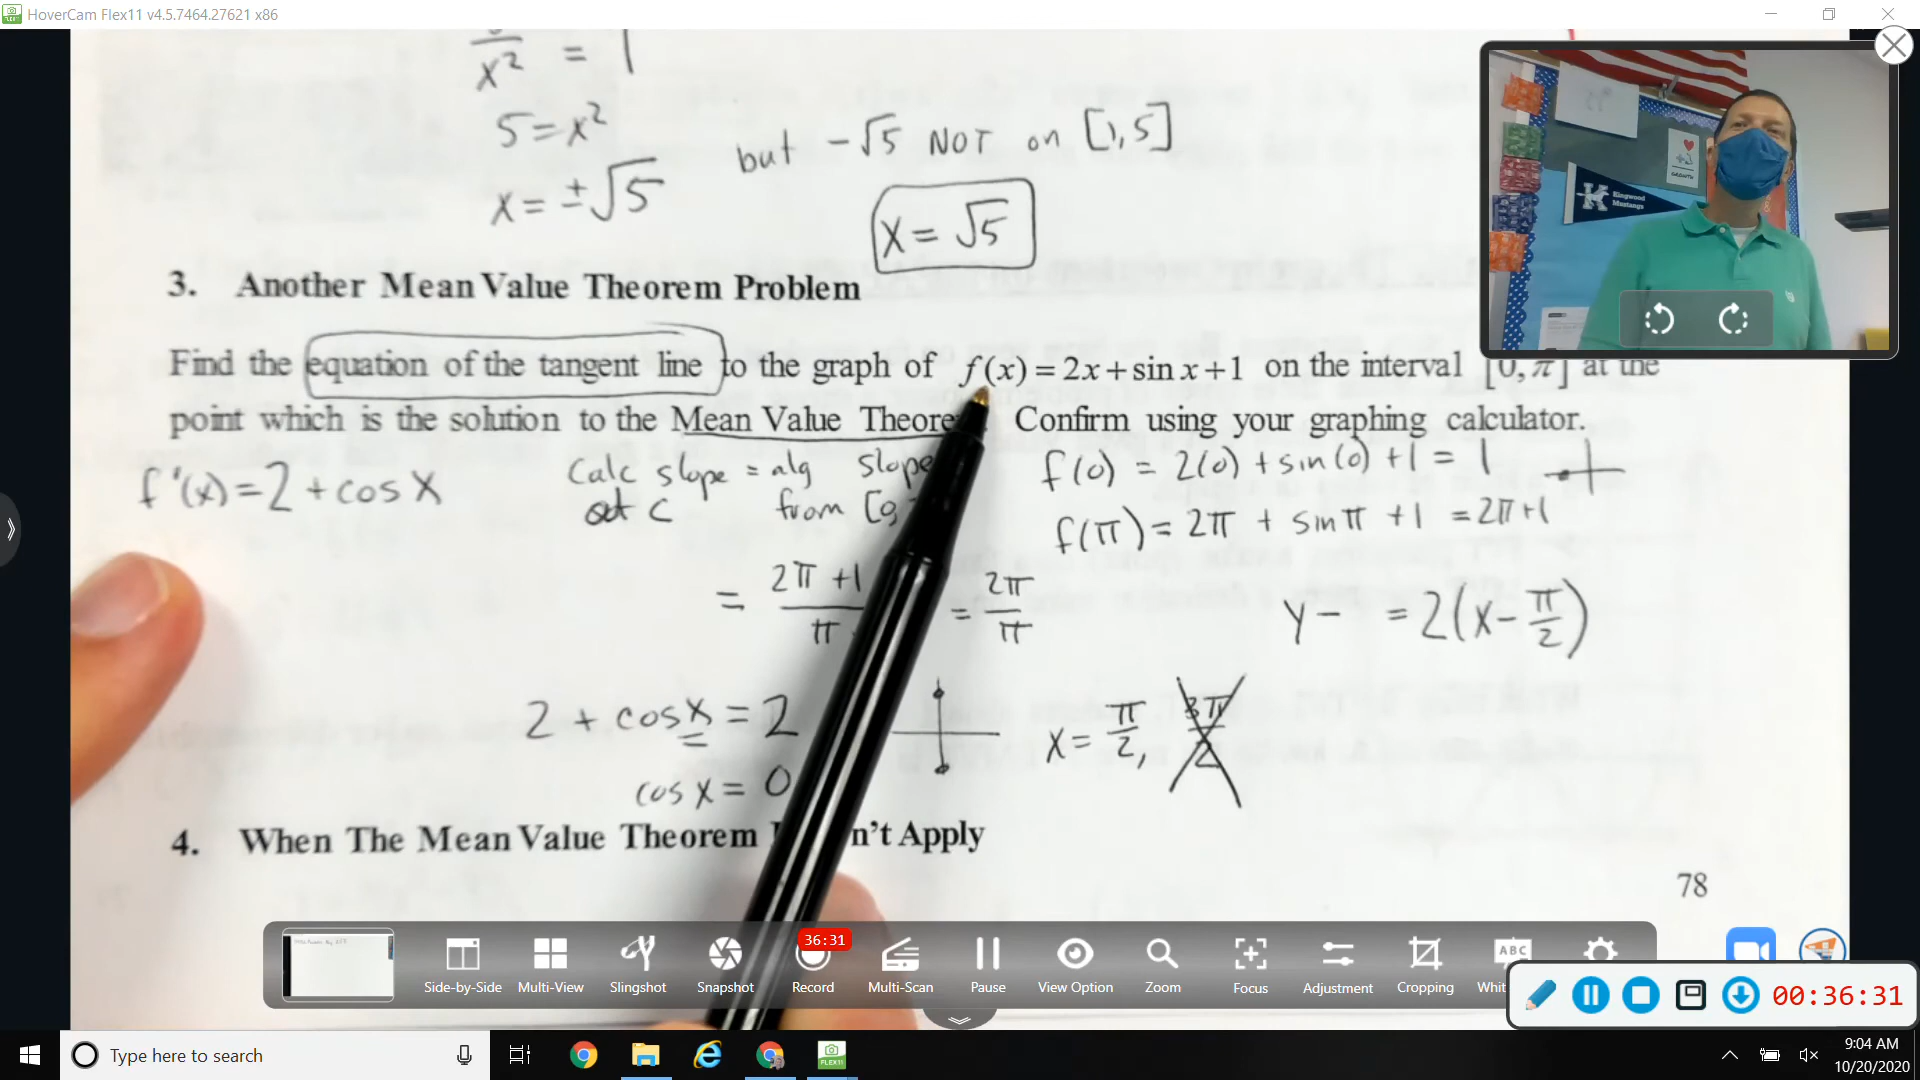 HoverCam Flex11 v4.5.7464.27621 x86
x² = 1
5 = x²
x = ±√5
but -√5 NOT on [1,5]
x = √5
Kingwood Mustangs
GROWTH
3. Another Mean Value Theorem Problem
Find the equation of the tangent line to the graph of f(x) = 2x + sin x + 1 on the interval [0, π] at the
point which is the solution to the Mean Value Theore Confirm using your graphing calculator.
f'(x) = 2 + cos x
Calc slope = alg slope
at c from [0,
f(0) = 2(0) + sin(0) + 1 = 1
f(π) = 2π + sin π + 1 = 2π + 1
= 2π + 1 / π = 2π / π
y - = 2(x - π/2)
2 + cos x = 2
x = π/2, 3π/2
cos x = 0
4. When The Mean Value Theorem n't Apply
78
36:31
Side-by-Side Multi-View Slingshot Snapshot Record Multi-Scan Pause View Option Zoom Focus Adjustment Cropping Whit
ABC
00:36:31
Type here to search
FLEX11
9:04 AM
10/20/2020